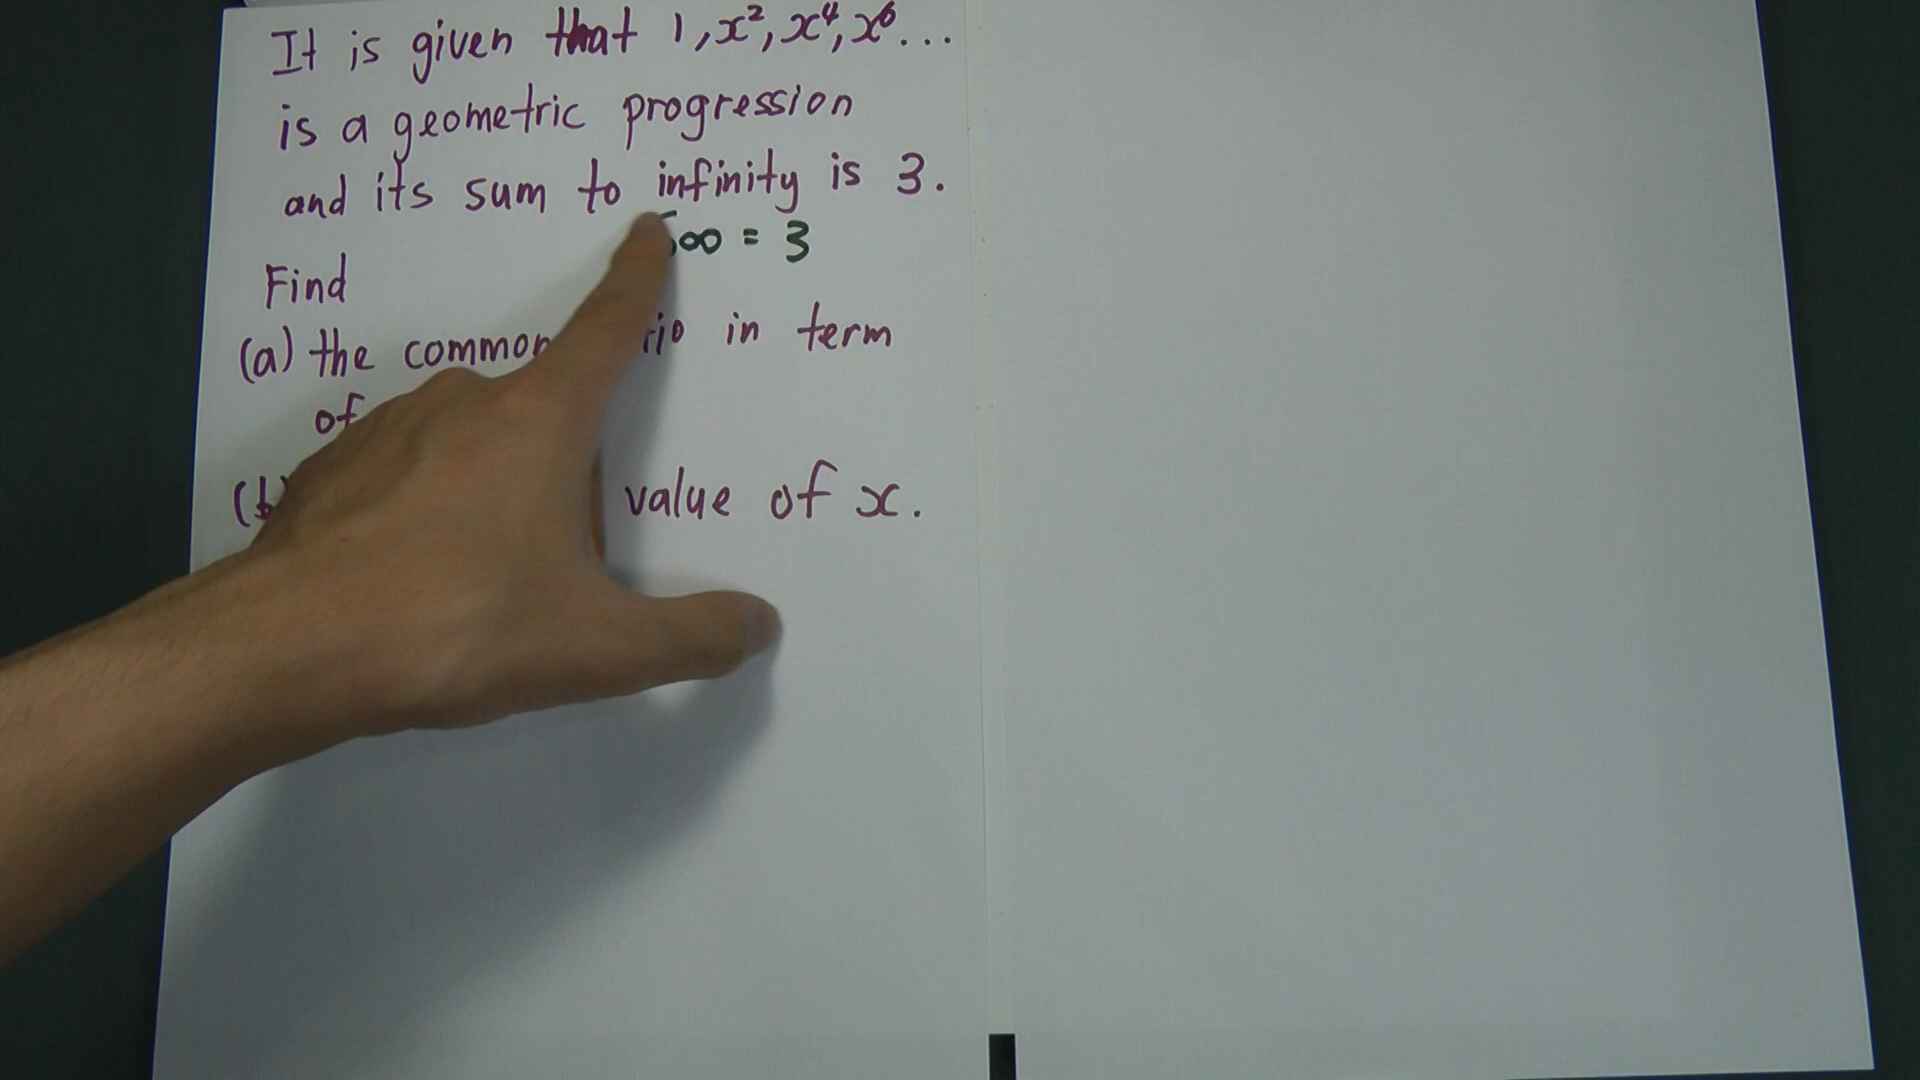 It is given that 1, x², x⁴, x⁶...
is a geometric progression
and its sum to infinity is 3.
S∞ = 3
Find
(a) the common in term
of
(b) value of x.